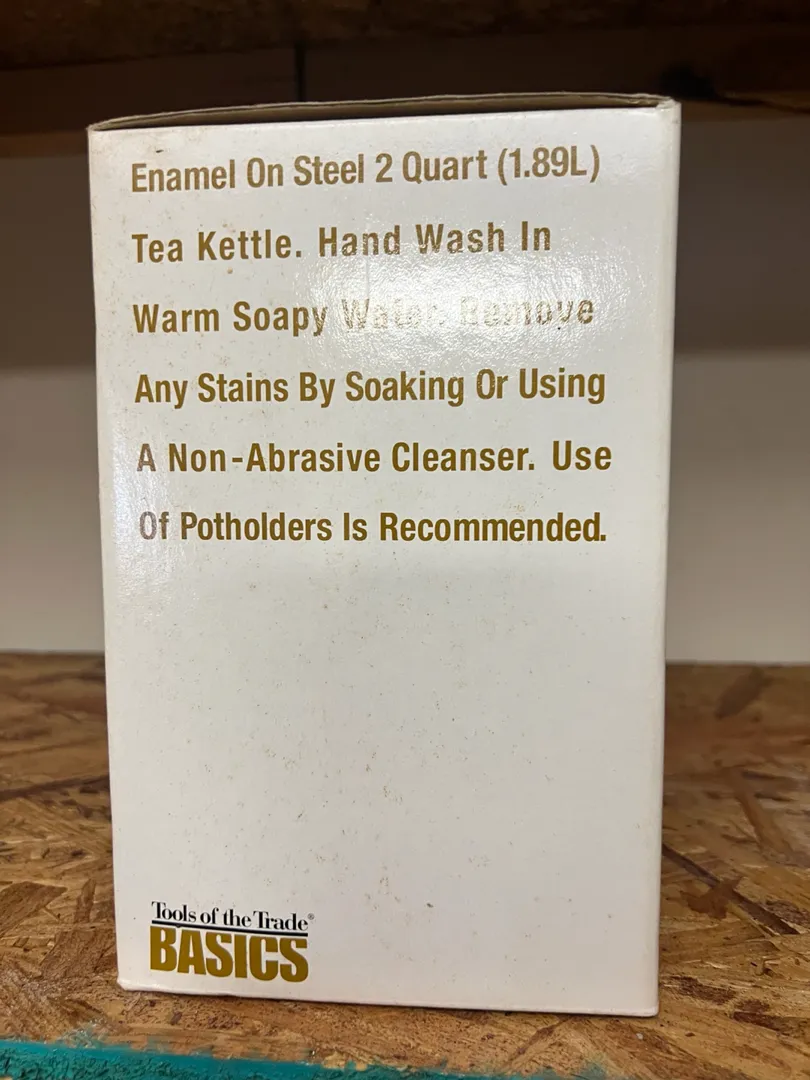 Enamel On Steel 2 Quart (1.89L)
Tea Kettle. Hand Wash In
Warm Soapy Water. Remove
Any Stains By Soaking Or Using
A Non-Abrasive Cleanser. Use
Of Potholders Is Recommended.
Tools of the Trade®
BASICS